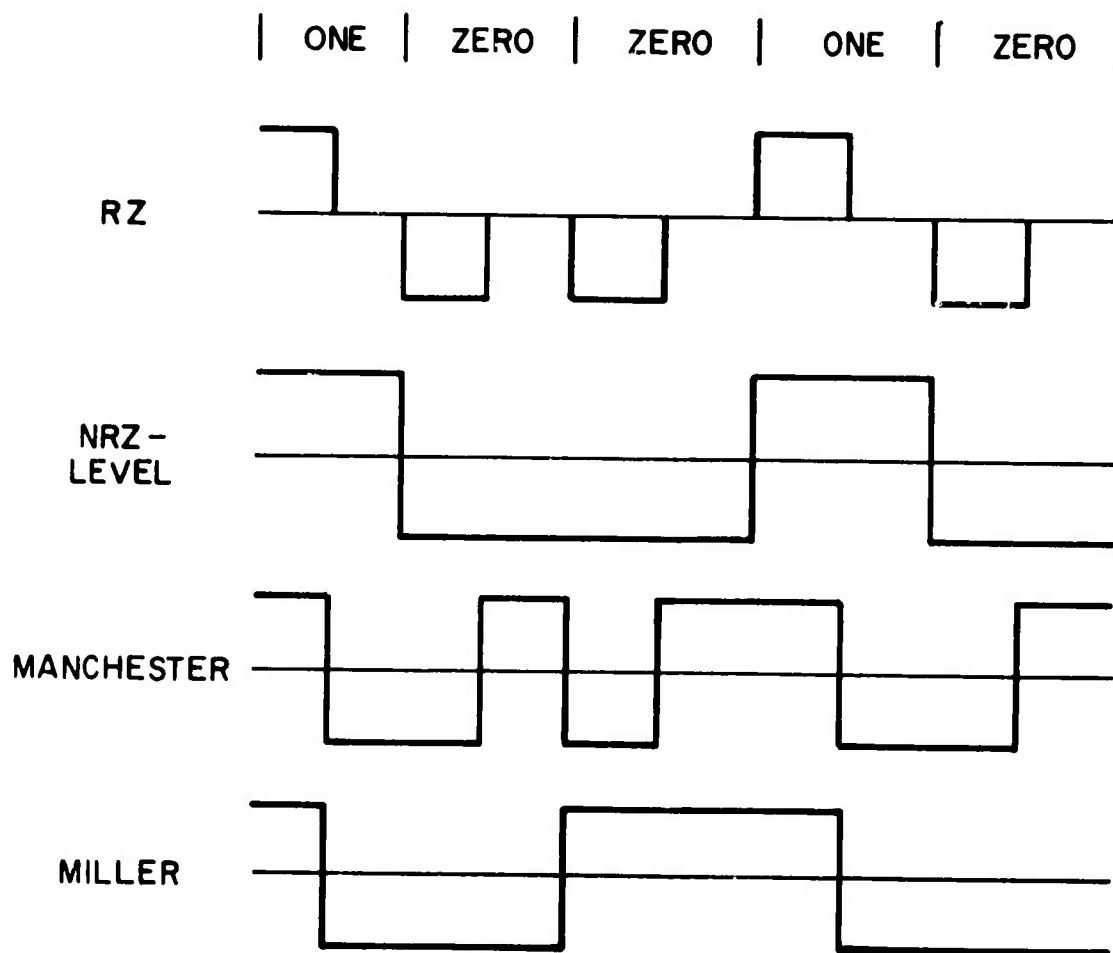 ONE ZERO ZERO ONE ZERO
RZ
NRZ-
LEVEL
MANCHESTER
MILLER